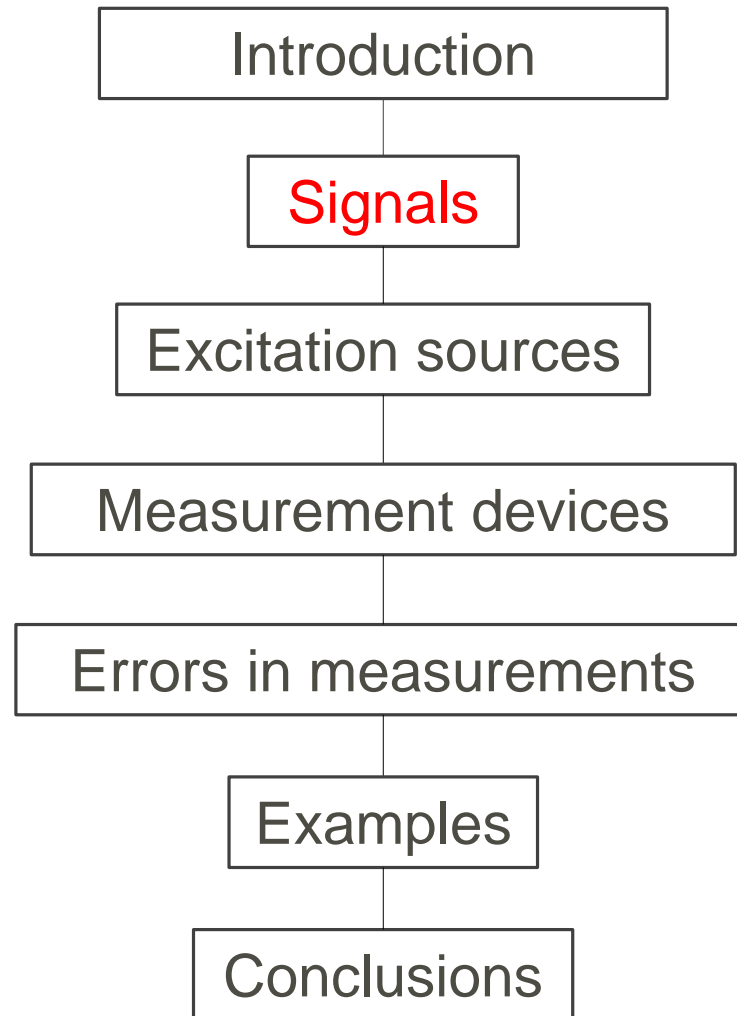 Introduction
Signals
Excitation sources
Measurement devices
Errors in measurements
Examples
Conclusions